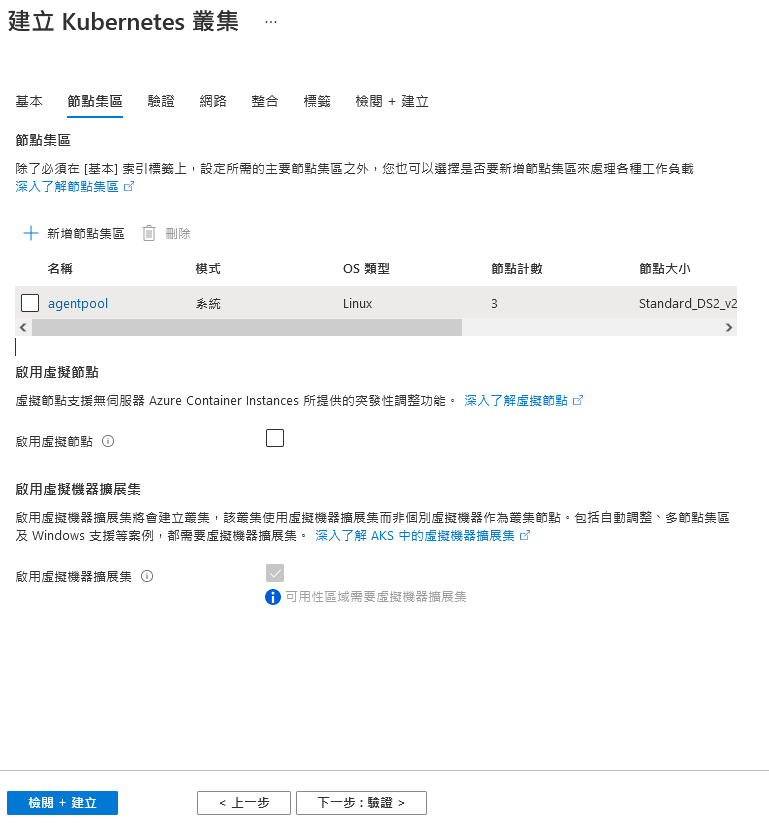 建立 Kubernetes 叢集 ...
基本 節點集區 驗證 網路 整合 標籤 檢閱 + 建立
節點集區
除了必須在 [基本] 索引標籤上，設定所需的主要節點集區之外，您也可以選擇是否要新增節點集區來處理各種工作負載
深入了解節點集區
新增節點集區 刪除
名稱 模式 OS 類型 節點計數 節點大小
agentpool 系統 Linux 3 Standard_DS2_v2
啟用虛擬節點
虛擬節點支援無伺服器 Azure Container Instances 所提供的突發性調整功能。 深入了解虛擬節點
啟用虛擬節點
啟用虛擬機器擴展集
啟用虛擬機器擴展集將會建立叢集，該叢集使用虛擬機器擴展集而非個別虛擬機器作為叢集節點。包括自動調整、多節點集區
及 Windows 支援等案例，都需要虛擬機器擴展集。 深入了解 AKS 中的虛擬機器擴展集
啟用虛擬機器擴展集
可用性區域需要虛擬機器擴展集
檢閱 + 建立 < 上一步 下一步 : 驗證 >